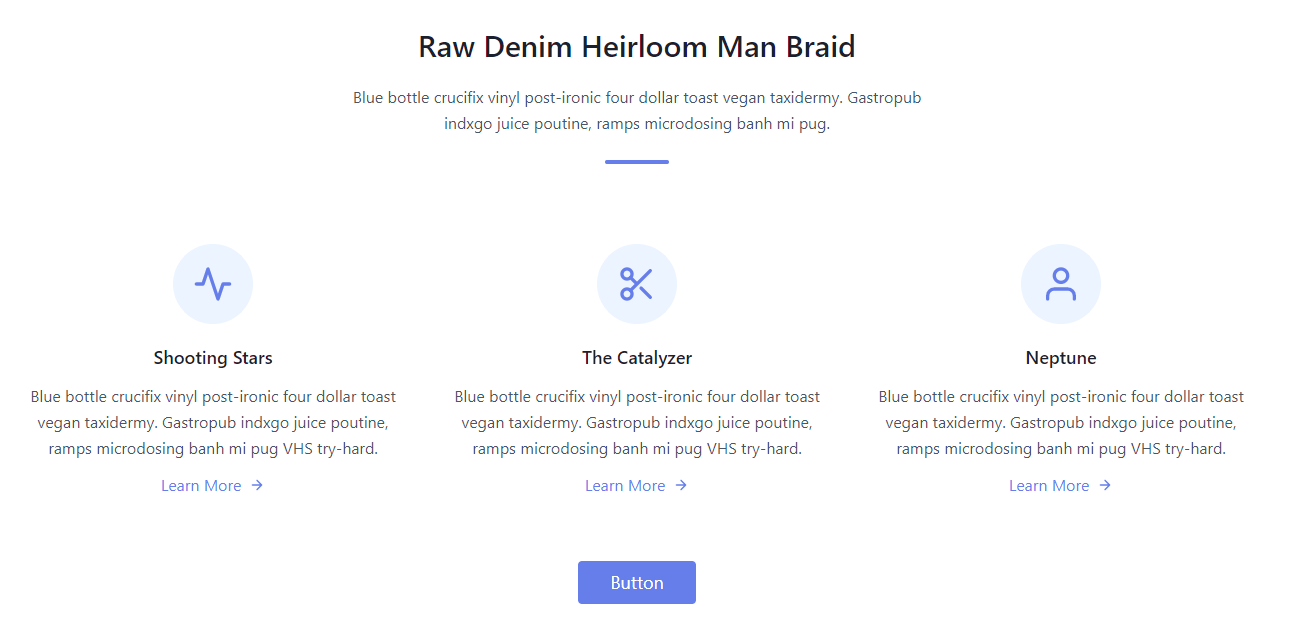 Raw Denim Heirloom Man Braid
Blue bottle crucifix vinyl post-ironic four dollar toast vegan taxidermy. Gastropub
indxgo juice poutine, ramps microdosing banh mi pug.
Shooting Stars
Blue bottle crucifix vinyl post-ironic four dollar toast
vegan taxidermy. Gastropub indxgo juice poutine,
ramps microdosing banh mi pug VHS try-hard.
Learn More
The Catalyzer
Blue bottle crucifix vinyl post-ironic four dollar toast
vegan taxidermy. Gastropub indxgo juice poutine,
ramps microdosing banh mi pug VHS try-hard.
Learn More
Neptune
Blue bottle crucifix vinyl post-ironic four dollar toast
vegan taxidermy. Gastropub indxgo juice poutine,
ramps microdosing banh mi pug VHS try-hard.
Learn More
Button